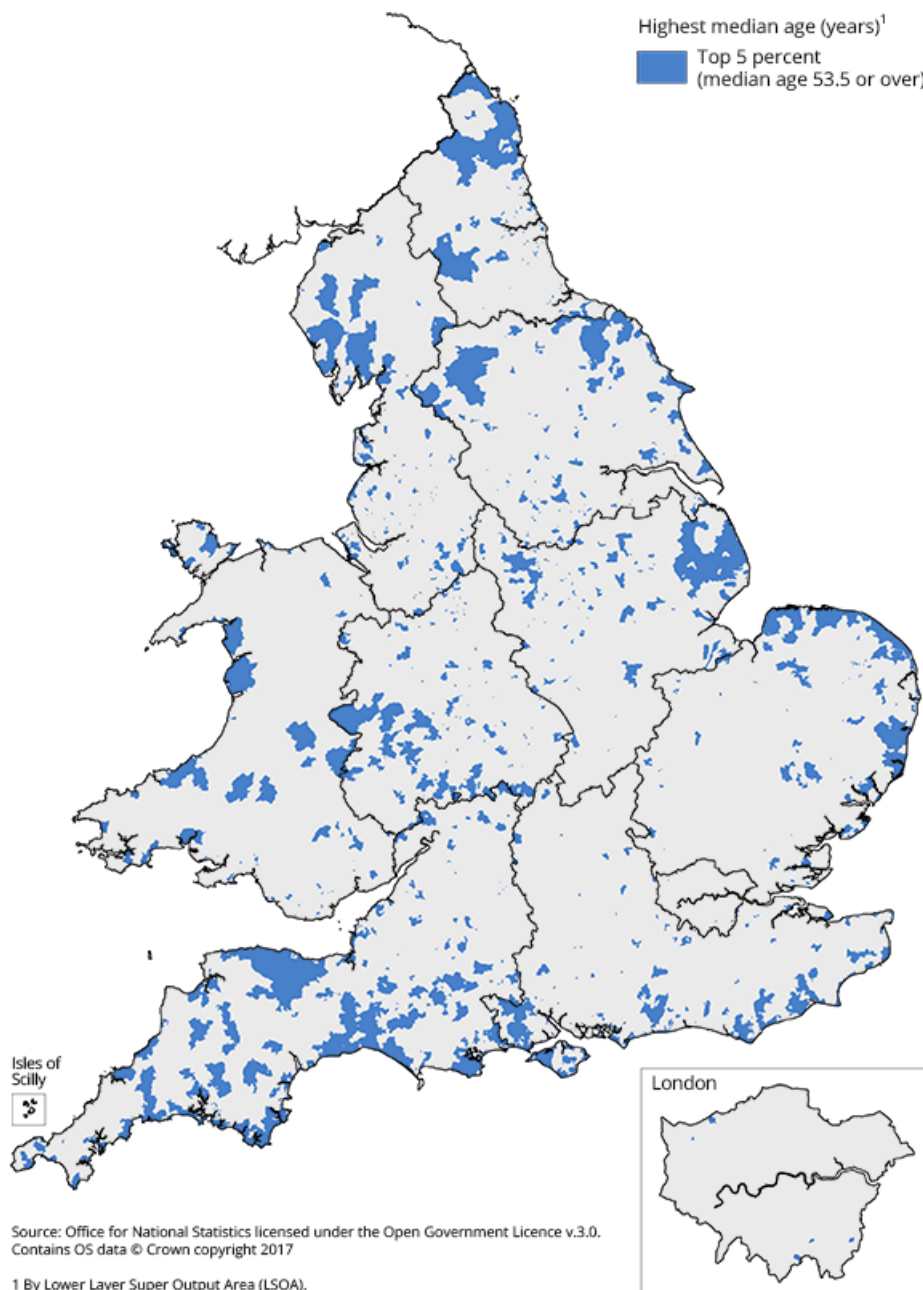 Highest median age (years)1
Top 5 percent
(median age 53.5 or over)
Isles of
Scilly
London
Source: Office for National Statistics licensed under the Open Government Licence v.3.0.
Contains OS data © Crown copyright 2017
1 By Lower Layer Super Output Area (LSOA).